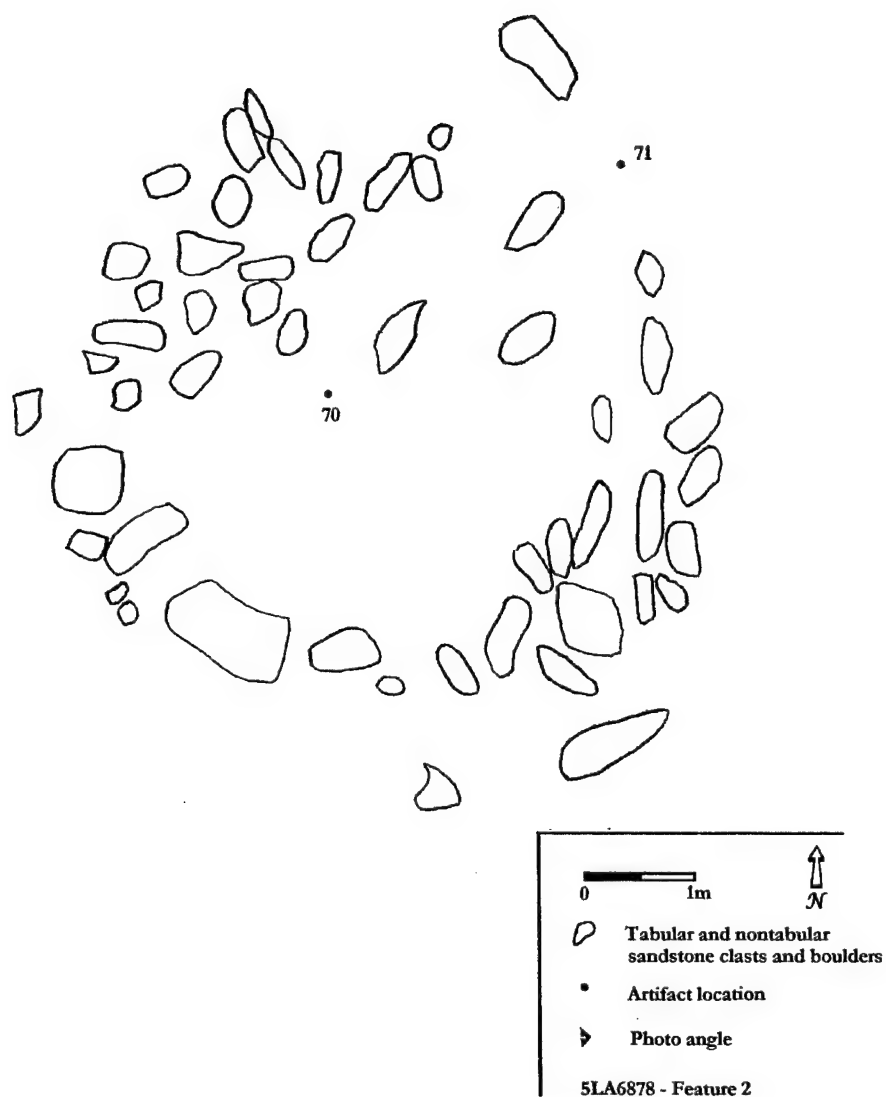 71
70
0 1m
N
Tabular and nontabular
sandstone clasts and boulders
Artifact location
Photo angle
5LA6878 - Feature 2